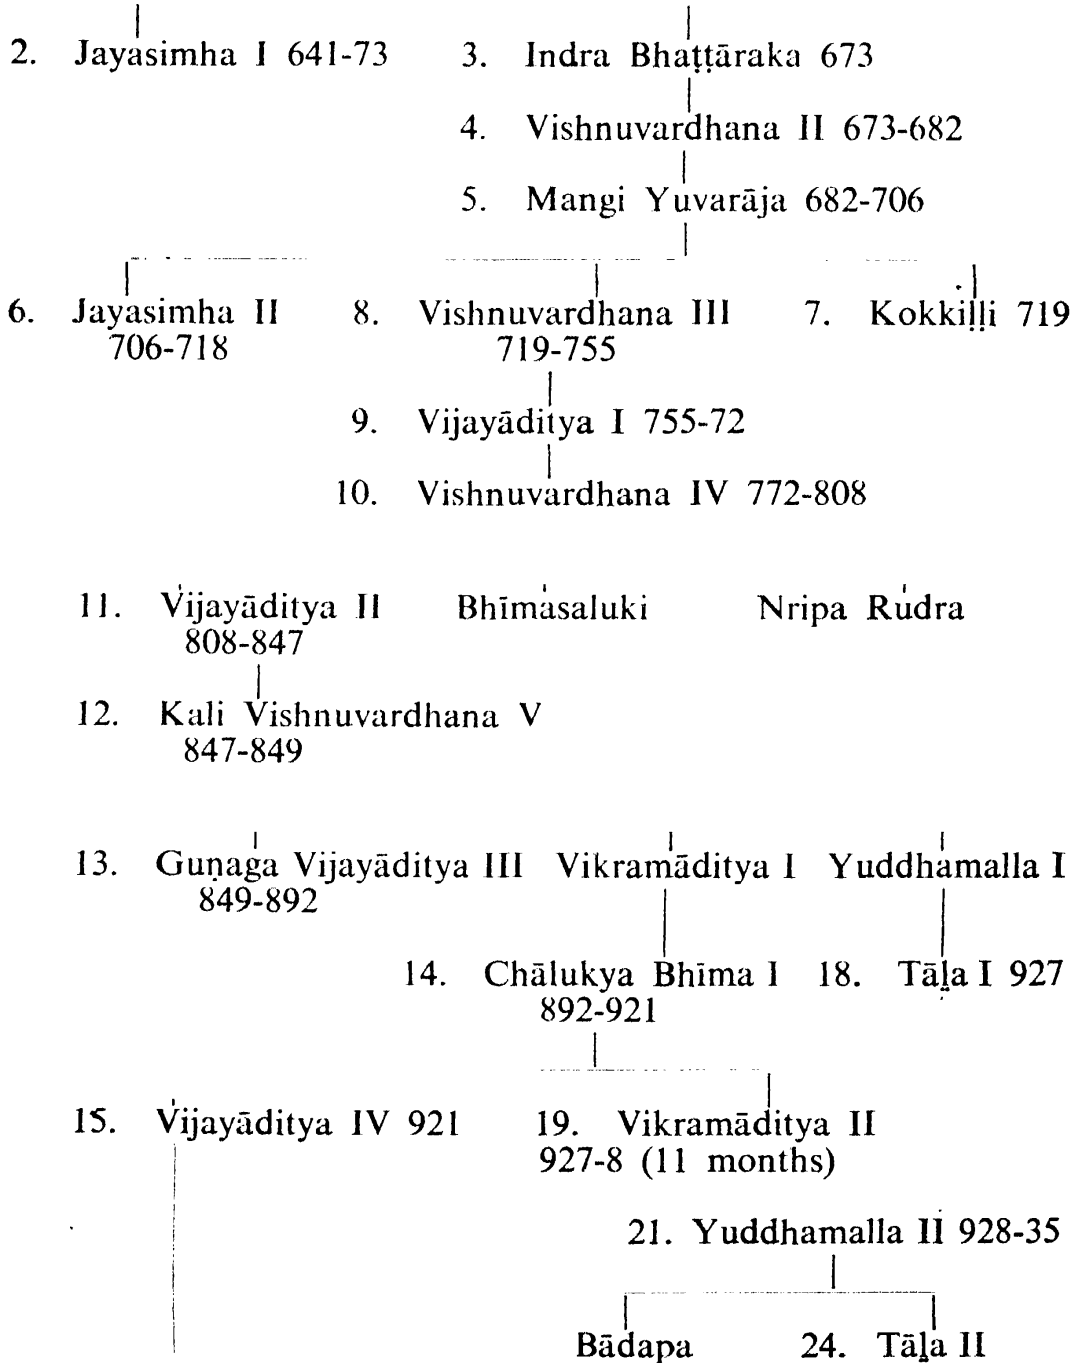 2. Jayasimha I 641-73 3. Indra Bhaṭṭāraka 673
4. Vishnuvardhana II 673-682
5. Mangi Yuvarāja 682-706
6. Jayasimha II 8. Vishnuvardhana III 7. Kokkiḷḷi 719
706-718 719-755
9. Vijayāditya I 755-72
10. Vishnuvardhana IV 772-808
11. Vijayāditya II Bhīmasaluki Nripa Rudra
808-847
12. Kali Vishnuvardhana V
847-849
13. Guṇaga Vijayāditya III Vikramāditya I Yuddhamalla I
849-892
14. Chālukya Bhīma I 18. Tāḷa I 927
892-921
15. Vijayāditya IV 921 19. Vikramāditya II
927-8 (11 months)
21. Yuddhamalla II 928-35
Bādapa 24. Tāḷa II